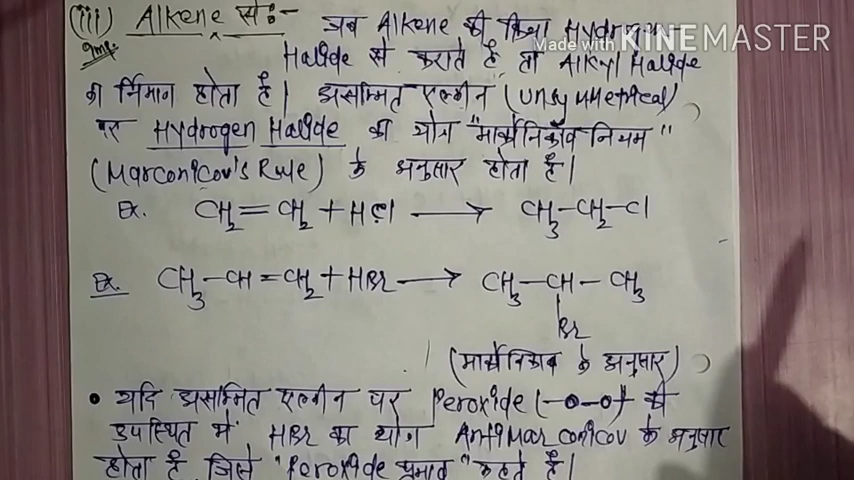 (iii) Alkene से :-
Img.
जब Alkene की क्रिया Hydrogen
Made with KINEMASTER
Halide से कराते है तो Alkyl Halide
का निर्माण होता है। असममित एल्कीन (Unsymmetrical)
पर Hydrogen Halide का योग "मार्कोनिकॉव नियम"
(Marconicov's Rule) के अनुसार होता है।
Ex. CH2=CH2+HCl → CH3-CH2-Cl
Ex. CH3-CH=CH2+HBr → CH3-CH-CH3
Br
(मार्कोनिकाव के अनुसार)
• यदि असममित एल्कीन पर Peroxide (-O-O-) की
उपस्थित में HBr का योग Antimarconicov के अनुसार
होता है, जिसे "Peroxide प्रभाव" कहते है।